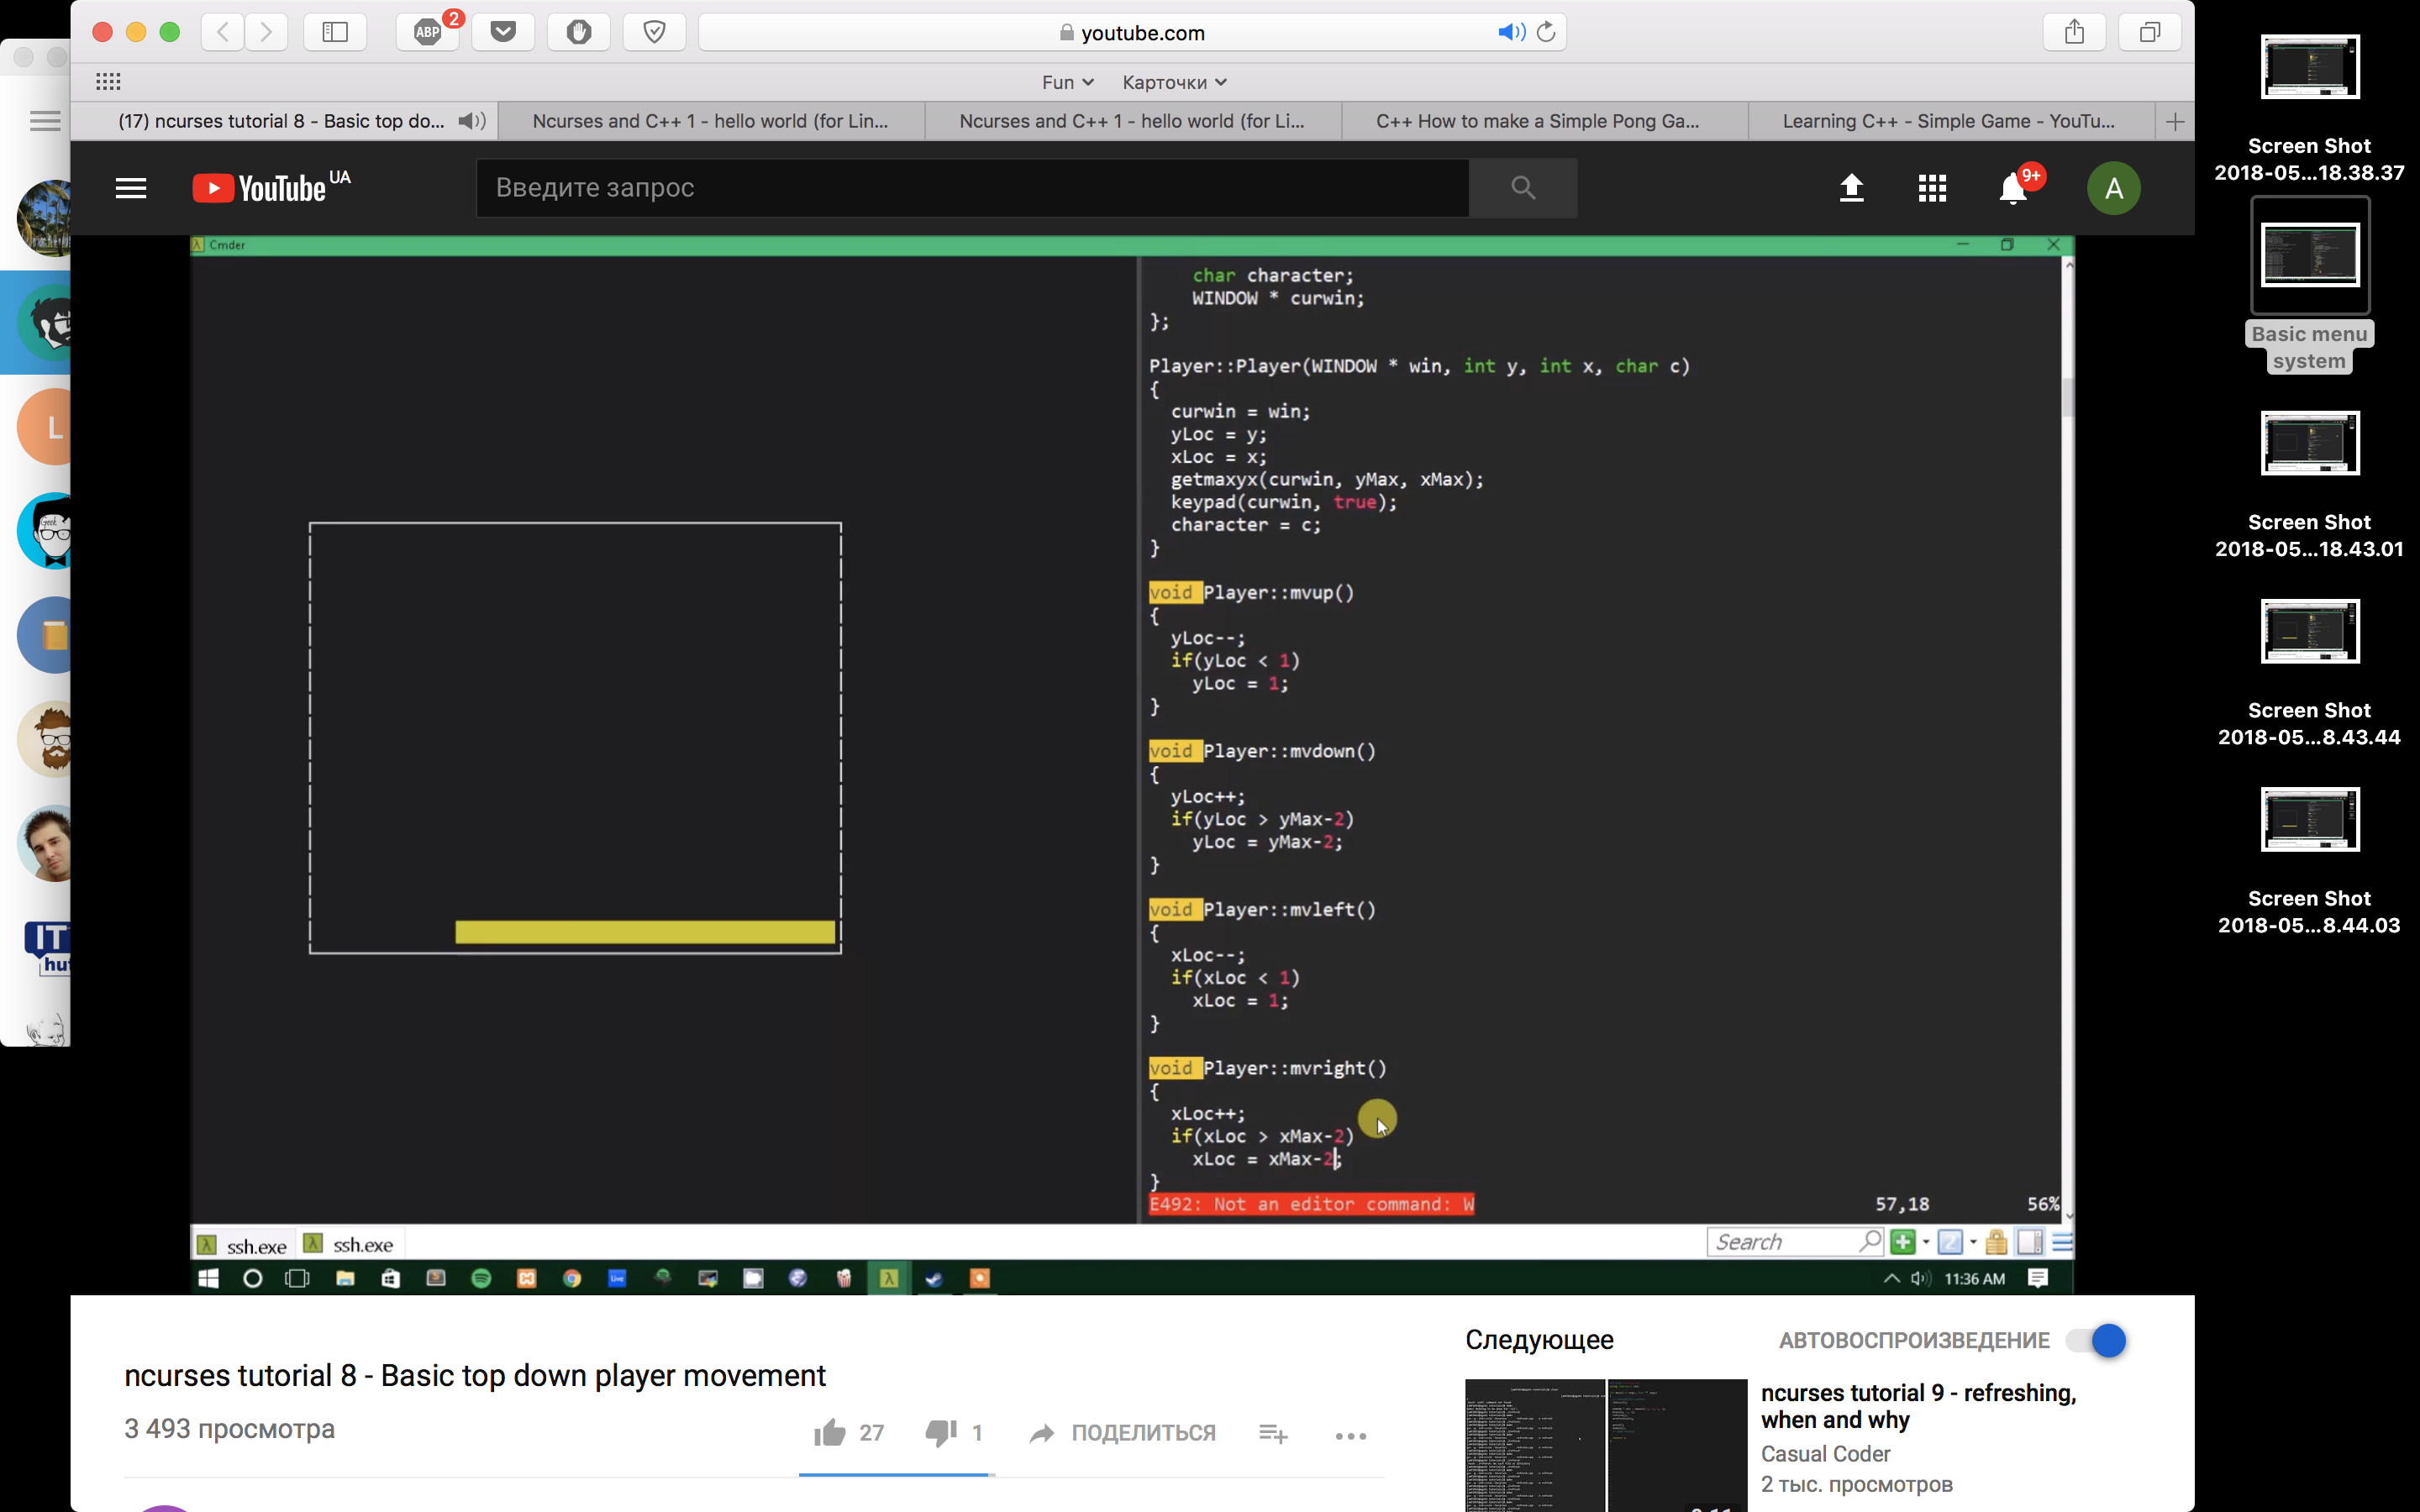 ABP
2
youtube.com
Fun
Карточки
(17) ncurses tutorial 8 - Basic top do...
Ncurses and C++ 1 - hello world (for Lin...
Ncurses and C++ 1 - hello world (for Li...
C++ How to make a Simple Pong Ga...
Learning C++ - Simple Game - YouTu...
YouTube UA
Введите запрос
9+
A
Cmder
char character;
WINDOW * curwin;
};
Player::Player(WINDOW * win, int y, int x, char c)
{
curwin = win;
yLoc = y;
xLoc = x;
getmaxyx(curwin, yMax, xMax);
keypad(curwin, true);
character = c;
}
void Player::mvup()
{
yLoc--;
if(yLoc < 1)
yLoc = 1;
}
void Player::mvdown()
{
yLoc++;
if(yLoc > yMax-2)
yLoc = yMax-2;
}
void Player::mvleft()
{
xLoc--;
if(xLoc < 1)
xLoc = 1;
}
void Player::mvright()
{
xLoc++;
if(xLoc > xMax-2)
xLoc = xMax-2;
}
E492: Not an editor command: W
57,18
56%
ssh.exe
ssh.exe
Search
11:36 AM
ncurses tutorial 8 - Basic top down player movement
3 493 просмотра
27
1
ПОДЕЛИТЬСЯ
Следующее
АВТОВОСПРОИЗВЕДЕНИЕ
ncurses tutorial 9 - refreshing,
when and why
Casual Coder
2 тыс. просмотров
L
Geek
IT
hu
Screen Shot
2018-05...18.38.37
Basic menu
system
Screen Shot
2018-05...18.43.01
Screen Shot
2018-05...8.43.44
Screen Shot
2018-05...8.44.03